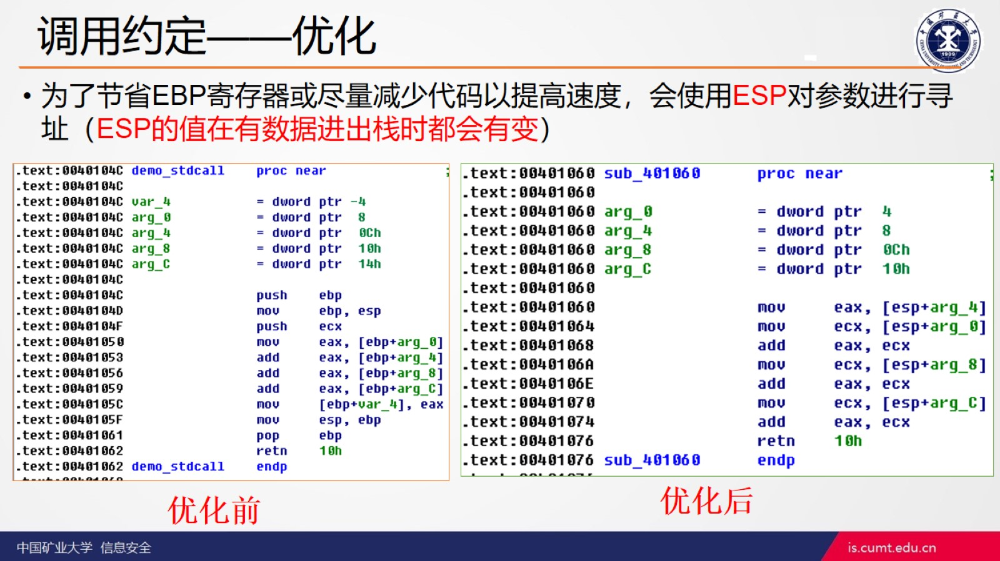 调用约定——优化
• 为了节省EBP寄存器或尽量减少代码以提高速度，会使用ESP对参数进行寻
址（ESP的值在有数据进出栈时都会有变）
.text:0040104C demo_stdcall proc near ;
.text:0040104C
.text:0040104C var_4 = dword ptr -4
.text:0040104C arg_0 = dword ptr 8
.text:0040104C arg_4 = dword ptr 0Ch
.text:0040104C arg_8 = dword ptr 10h
.text:0040104C arg_C = dword ptr 14h
.text:0040104C
.text:0040104C push ebp
.text:0040104D mov ebp, esp
.text:0040104F push ecx
.text:00401050 mov eax, [ebp+arg_0]
.text:00401053 add eax, [ebp+arg_4]
.text:00401056 add eax, [ebp+arg_8]
.text:00401059 add eax, [ebp+arg_C]
.text:0040105C mov [ebp+var_4], eax
.text:0040105F mov esp, ebp
.text:00401061 pop ebp
.text:00401062 retn 10h
.text:00401062 demo_stdcall endp
优化前
.text:00401060 sub_401060 proc near ;
.text:00401060
.text:00401060 arg_0 = dword ptr 4
.text:00401060 arg_4 = dword ptr 8
.text:00401060 arg_8 = dword ptr 0Ch
.text:00401060 arg_C = dword ptr 10h
.text:00401060
.text:00401060 mov eax, [esp+arg_4]
.text:00401064 mov ecx, [esp+arg_0]
.text:00401068 add eax, ecx
.text:0040106A mov ecx, [esp+arg_8]
.text:0040106E add eax, ecx
.text:00401070 mov ecx, [esp+arg_C]
.text:00401074 add eax, ecx
.text:00401076 retn 10h
.text:00401076 sub_401060 endp
优化后
中国矿业大学 信息安全
is.cumt.edu.cn
1909